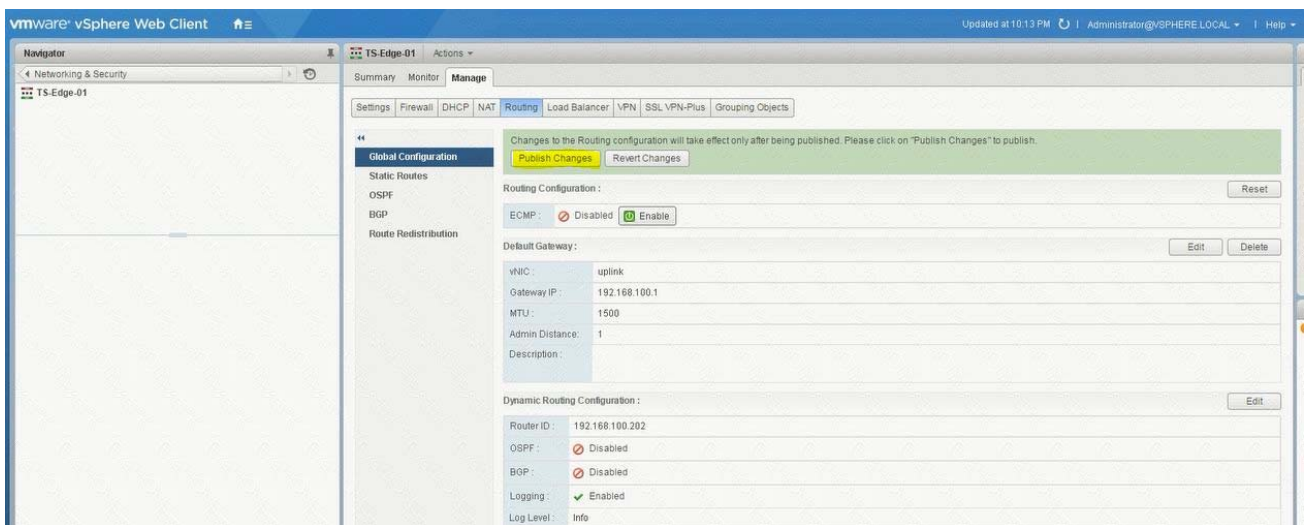 vmware® vSphere Web Client
Updated at 10:13 PM | Administrator@VSPHERE.LOCAL | Help
Navigator
Networking & Security
TS-Edge-01
TS-Edge-01 Actions
Summary Monitor Manage
Settings Firewall DHCP NAT Routing Load Balancer VPN SSL VPN-Plus Grouping Objects
Global Configuration
Static Routes
OSPF
BGP
Route Redistribution
Changes to the Routing configuration will take effect only after being published. Please click on "Publish Changes" to publish.
Publish Changes Revert Changes
Routing Configuration : Reset
ECMP : Disabled Enable
Default Gateway : Edit Delete
vNIC : uplink
Gateway IP : 192.168.100.1
MTU : 1500
Admin Distance: 1
Description :
Dynamic Routing Configuration : Edit
Router ID : 192.168.100.202
OSPF : Disabled
BGP : Disabled
Logging : Enabled
Log Level : Info